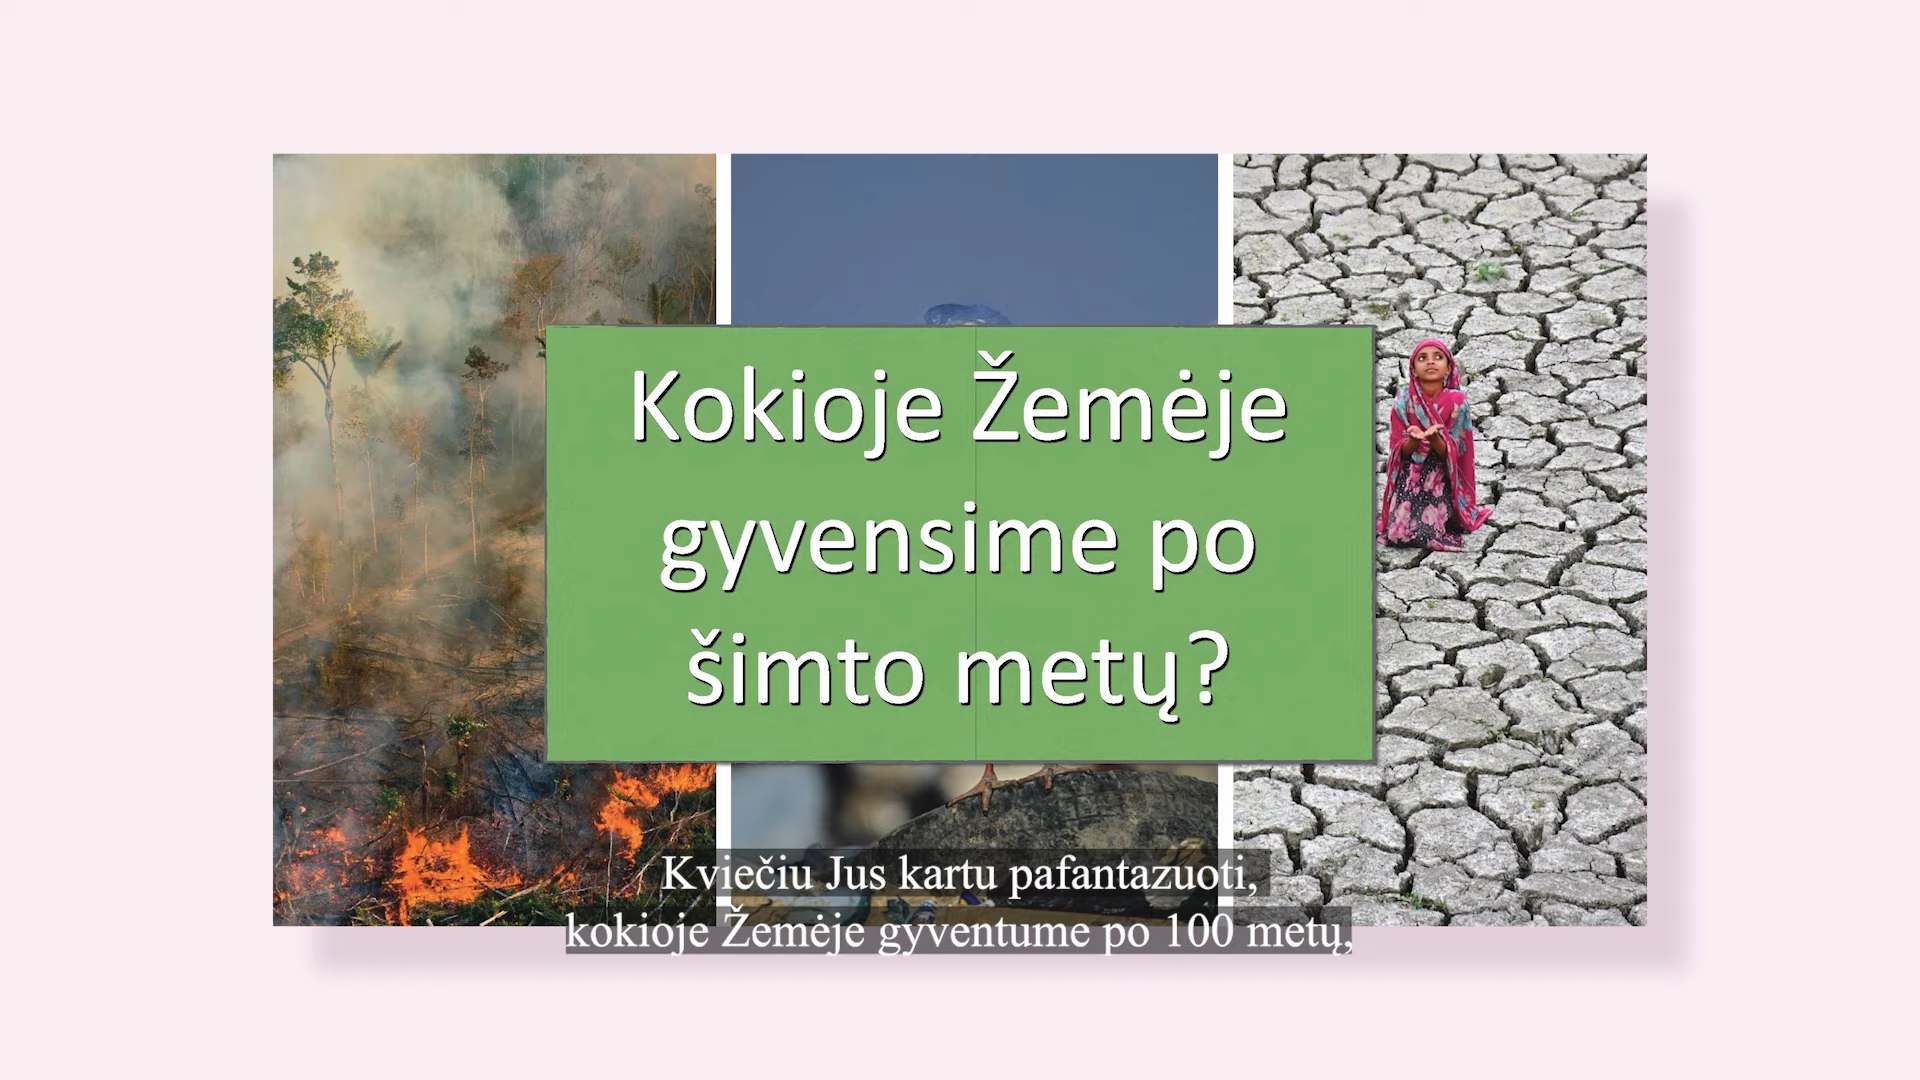 Kokioje Žemėje
gyvensime po
šimto metų?
Kviečiu Jus kartu pafantazuoti,
kokioje Žemėje gyventume po 100 metų,